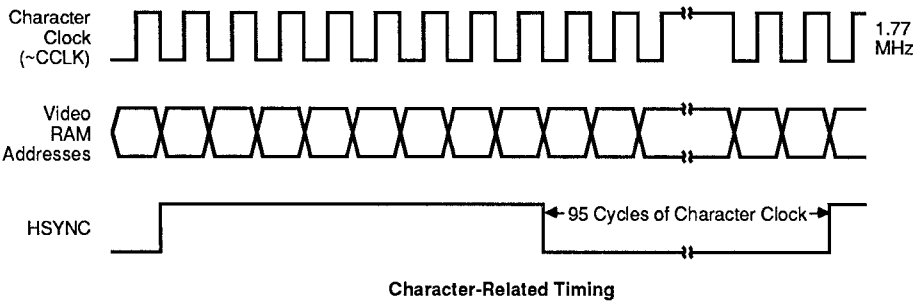 Character
Clock
(~CCLK)
1.77
MHz
Video
RAM
Addresses
HSYNC
95 Cycles of Character Clock
Character-Related Timing